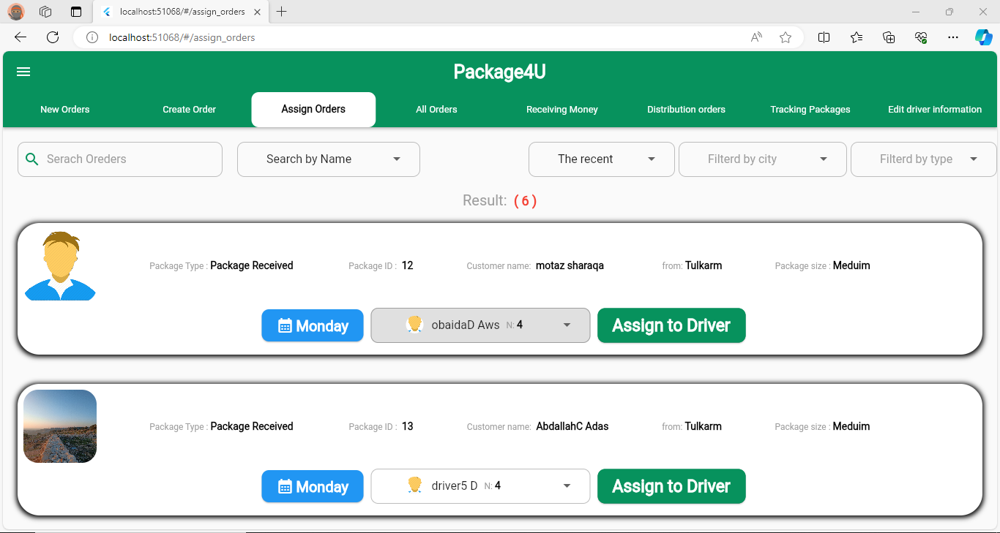 localhost:51068/#/assign_orders
localhost:51068/#/assign_orders
Package4U
New Orders Create Order Assign Orders All Orders Receiving Money Distribution orders Tracking Packages Edit driver information
Serach Oreders Search by Name The recent Filterd by city Filterd by type
Result: ( 6 )
Package Type : Package Received Package ID : 12 Customer name: motaz sharaqa from: Tulkarm Package size : Meduim
Monday obaidaD Aws N: 4 Assign to Driver
Package Type : Package Received Package ID : 13 Customer name: AbdallahC Adas from: Tulkarm Package size : Meduim
Monday driver5 D N: 4 Assign to Driver